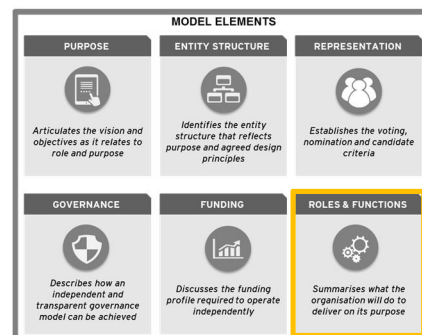 MODEL ELEMENTS
PURPOSE
Articulates the vision and
objectives as it relates to
role and purpose
ENTITY STRUCTURE
Identifies the entity
structure that reflects
purpose and agreed design
principles
REPRESENTATION
Establishes the voting,
nomination and candidate
criteria
GOVERNANCE
Describes how an
independent and
transparent governance
model can be achieved
FUNDING
Discusses the funding
profile required to operate
independently
ROLES & FUNCTIONS
Summarises what the
organisation will do to
deliver on its purpose